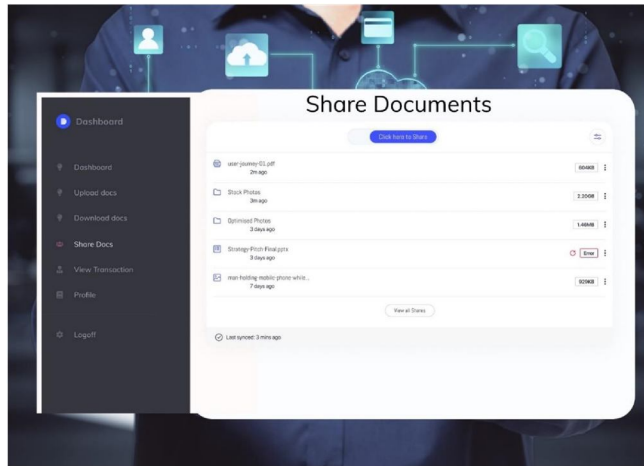 Share Documents
Dashboard
Click here to Share
Dashboard
Upload docs
Download docs
Share Docs
View Transaction
Profile
Logoff
user-journey-01.pdf
2m ago
604KB
Stock Photos
3m ago
2.20GB
Optimised Photos
3 days ago
1.46MB
Strategy-Pitch-Final.pptx
3 days ago
Error
man-holding-mobile-phone-while...
7 days ago
929KB
View all Shares
Last synced: 3 mins ago